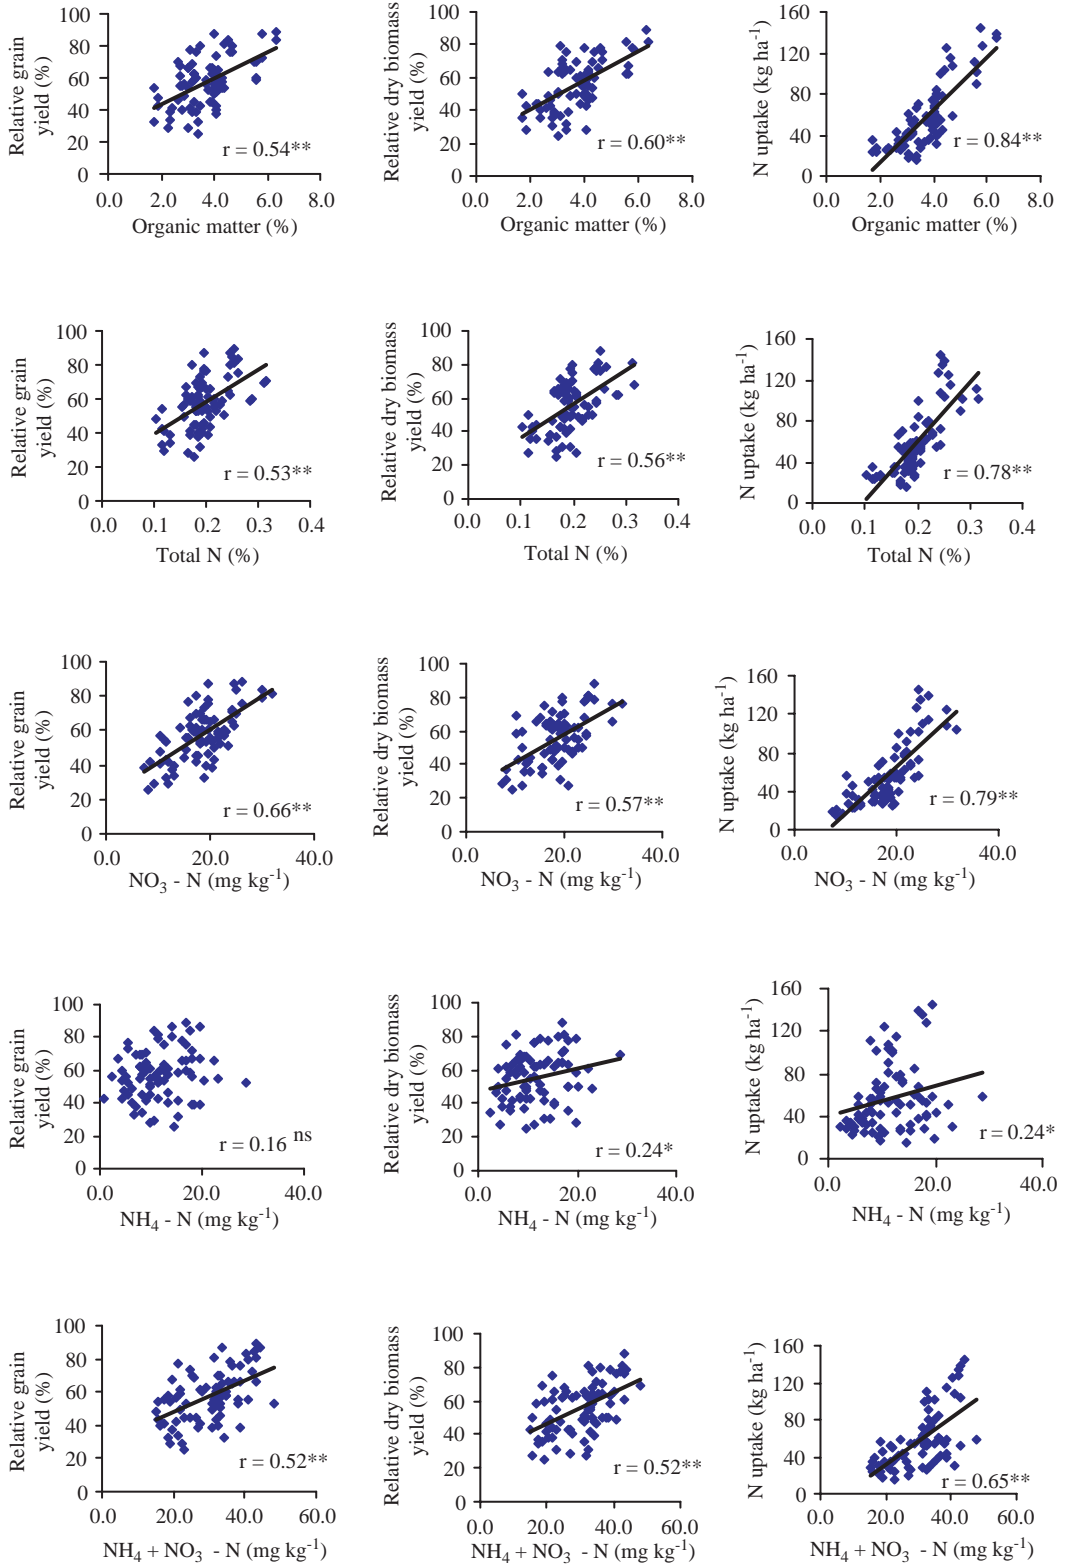 Relative grain
yield (%)
100
80
60
40
20
0
r = 0.54**
0.0 2.0 4.0 6.0 8.0
Organic matter (%)
Relative dry biomass
yield (%)
100
80
60
40
20
0
r = 0.60**
0.0 2.0 4.0 6.0 8.0
Organic matter (%)
N uptake (kg ha-1)
160
120
80
40
0
r = 0.84**
0.0 2.0 4.0 6.0 8.0
Organic matter (%)
Relative grain
yield (%)
100
80
60
40
20
0
r = 0.53**
0.0 0.1 0.2 0.3 0.4
Total N (%)
Relative dry biomass
yield (%)
100
80
60
40
20
0
r = 0.56**
0.0 0.1 0.2 0.3 0.4
Total N (%)
N uptake (kg ha-1)
160
120
80
40
0
r = 0.78**
0.0 0.1 0.2 0.3 0.4
Total N (%)
Relative grain
yield (%)
100
80
60
40
20
0
r = 0.66**
0.0 20.0 40.0
NO3 - N (mg kg-1)
Relative dry biomass
yield (%)
100
80
60
40
20
0
r = 0.57**
0.0 20.0 40.0
NO3 - N (mg kg-1)
N uptake (kg ha-1)
160
120
80
40
0
r = 0.79**
0.0 20.0 40.0
NO3 - N (mg kg-1)
Relative grain
yield (%)
100
80
60
40
20
0
r = 0.16 ns
0.0 20.0 40.0
NH4 - N (mg kg-1)
Relative dry biomass
yield (%)
100
80
60
40
20
0
r = 0.24*
0.0 20.0 40.0
NH4 - N (mg kg-1)
N uptake (kg ha-1)
160
120
80
40
0
r = 0.24*
0.0 20.0 40.0
NH4 - N (mg kg-1)
Relative grain
yield (%)
100
80
60
40
20
0
r = 0.52**
0.0 20.0 40.0 60.0
NH4 + NO3 - N (mg kg-1)
Relative dry biomass
yield (%)
100
80
60
40
20
0
r = 0.52**
0.0 20.0 40.0 60.0
NH4 + NO3 - N (mg kg-1)
N uptake (kg ha-1)
160
120
80
40
0
r = 0.65**
0.0 20.0 40.0 60.0
NH4 + NO3 - N (mg kg-1)